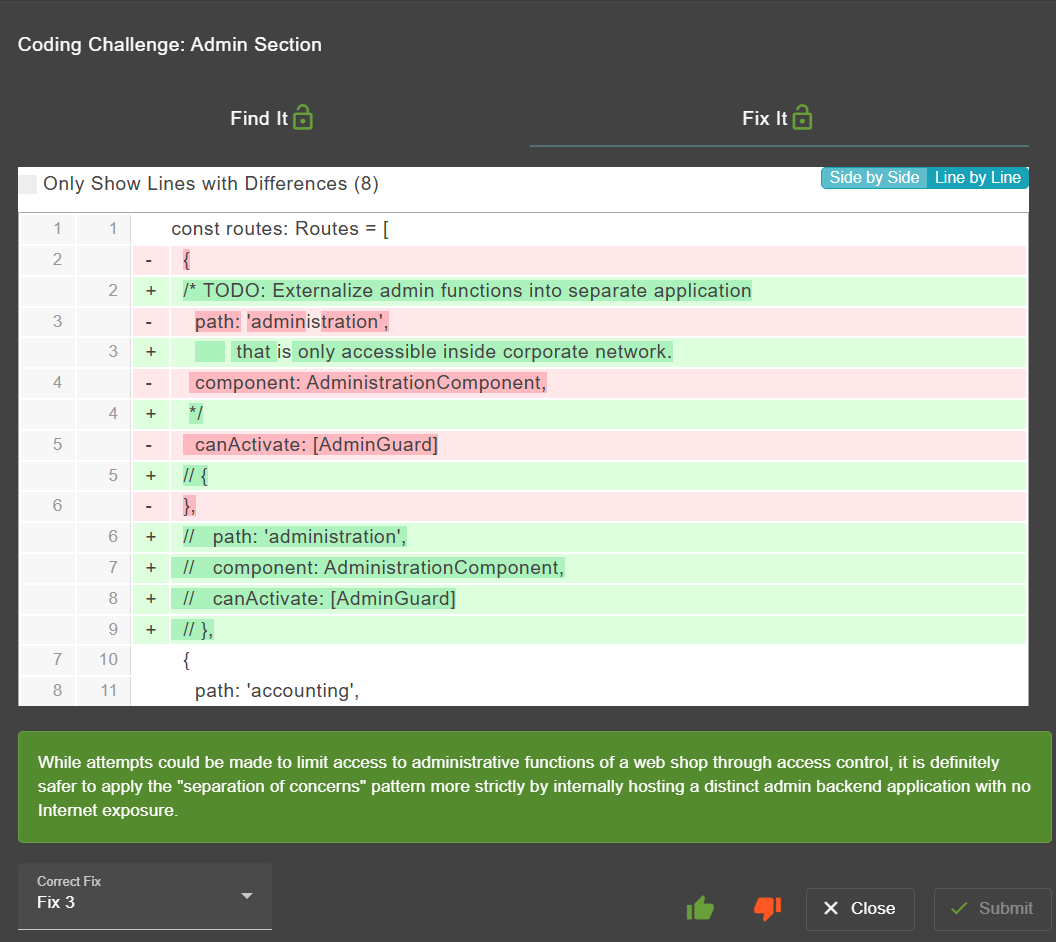 Coding Challenge: Admin Section
Find It
Fix It
Only Show Lines with Differences (8)
Side by Side Line by Line
1 1 const routes: Routes = [
2 - {
2 + /* TODO: Externalize admin functions into separate application
3 - path: 'administration',
3 + that is only accessible inside corporate network.
4 - component: AdministrationComponent,
4 + */
5 - canActivate: [AdminGuard]
5 + // {
6 - },
6 + // path: 'administration',
7 + // component: AdministrationComponent,
8 + // canActivate: [AdminGuard]
9 + // },
7 10 {
8 11 path: 'accounting',
While attempts could be made to limit access to administrative functions of a web shop through access control, it is definitely
safer to apply the "separation of concerns" pattern more strictly by internally hosting a distinct admin backend application with no
Internet exposure.
Correct Fix
Fix 3
Close
Submit